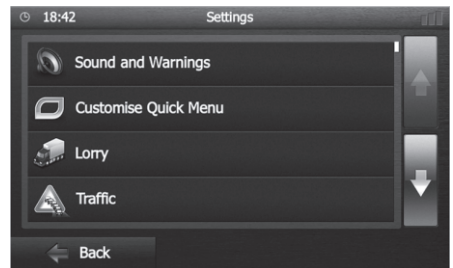 18:42 Settings
Sound and Warnings
Customise Quick Menu
Lorry
Traffic
Back